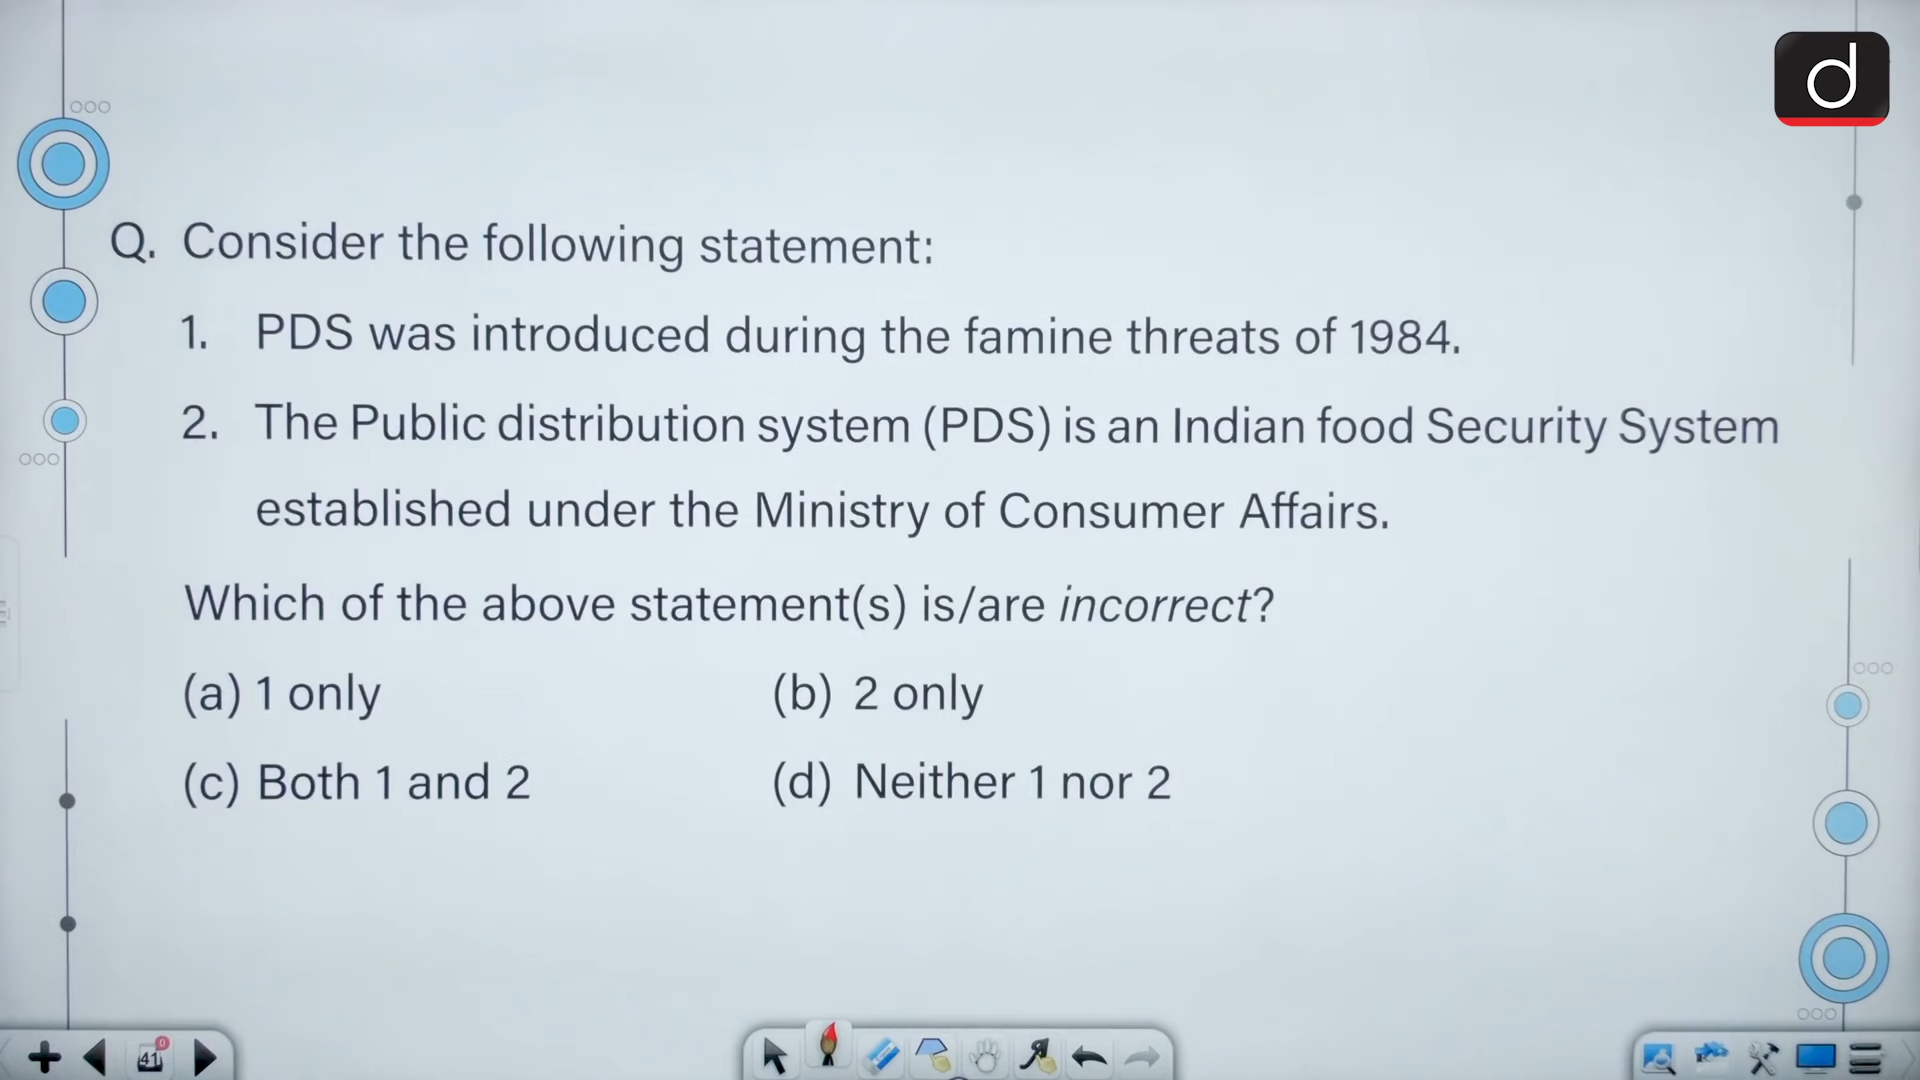 d
Q. Consider the following statement:
1. PDS was introduced during the famine threats of 1984.
2. The Public distribution system (PDS) is an Indian food Security System
established under the Ministry of Consumer Affairs.
Which of the above statement(s) is/are incorrect?
(a) 1 only (b) 2 only
(c) Both 1 and 2 (d) Neither 1 nor 2
41 0